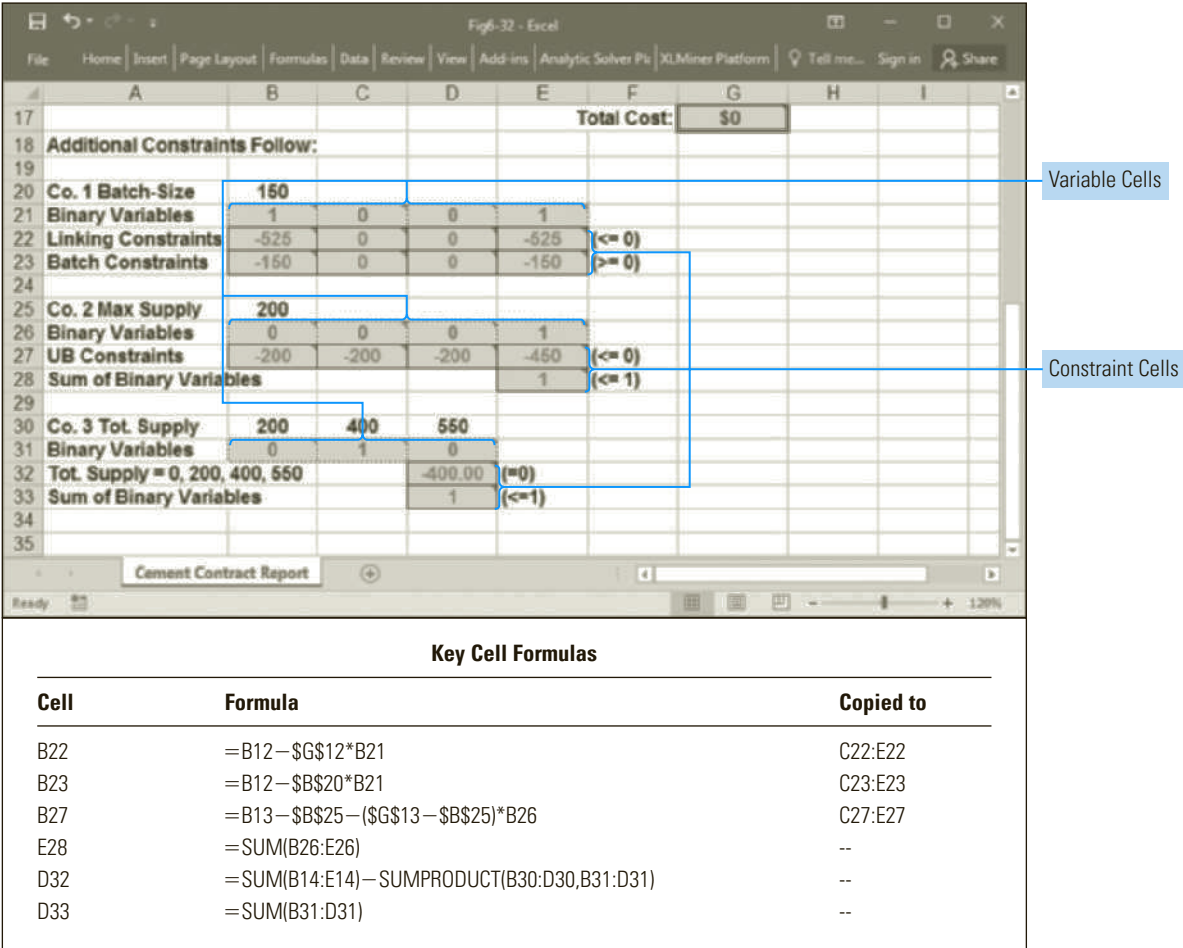 Fig6-32 - Excel
File Home Insert Page Layout Formulas Data Review View Add-ins Analytic Solver Pl XLMiner Platform Tell me... Sign in Share
A B C D E F G H I
17 Total Cost: $0
18 Additional Constraints Follow:
19
20 Co. 1 Batch-Size 150
Variable Cells
21 Binary Variables 1 0 0 1
22 Linking Constraints -525 0 0 -525 (<= 0)
23 Batch Constraints -150 0 0 -150 (>= 0)
24
25 Co. 2 Max Supply 200
26 Binary Variables 0 0 0 1
27 UB Constraints -200 -200 -200 -450 (<= 0)
Constraint Cells
28 Sum of Binary Variables 1 (<= 1)
29
30 Co. 3 Tot. Supply 200 400 550
31 Binary Variables 0 1 0
32 Tot. Supply = 0, 200, 400, 550 -400.00 (=0)
33 Sum of Binary Variables 1 (<=1)
34
35
Cement Contract Report
Ready 120%
Key Cell Formulas
Cell Formula Copied to
B22 =B12−$G$12*B21 C22:E22
B23 =B12−$B$20*B21 C23:E23
B27 =B13−$B$25−($G$13−$B$25)*B26 C27:E27
E28 =SUM(B26:E26) --
D32 =SUM(B14:E14)−SUMPRODUCT(B30:D30,B31:D31) --
D33 =SUM(B31:D31) --